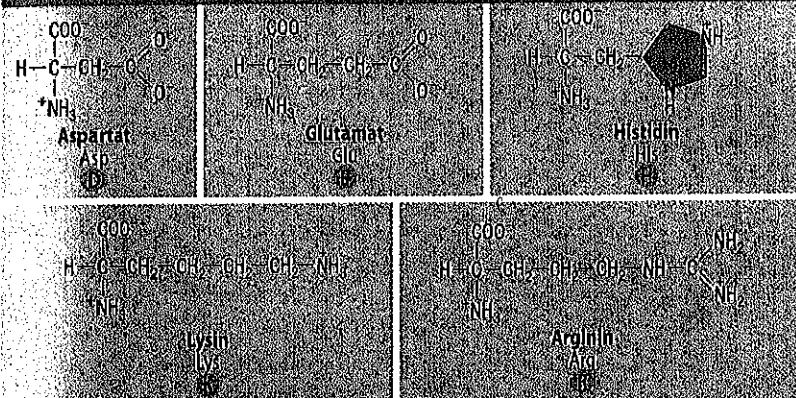 COO⁻
H–C–CH₂–C
O
O
⁺NH₃
Aspartat
Asp
D
COO⁻
H–C–CH₂–CH₂–C
O
O
NH₃
Glutamat
Glu
E
COO⁻
H–C–CH₂
NH
N
H
NH₃
Histidin
His
H
COO⁻
H–C–CH₂–CH₂–CH₂–CH₂–NH₃
⁺NH₃
Lysin
Lys
K
COO⁻
H–C–CH₂–CH₂–CH₂–NH–C
NH₂
NH₂
NH₃
Arginin
Arg
R